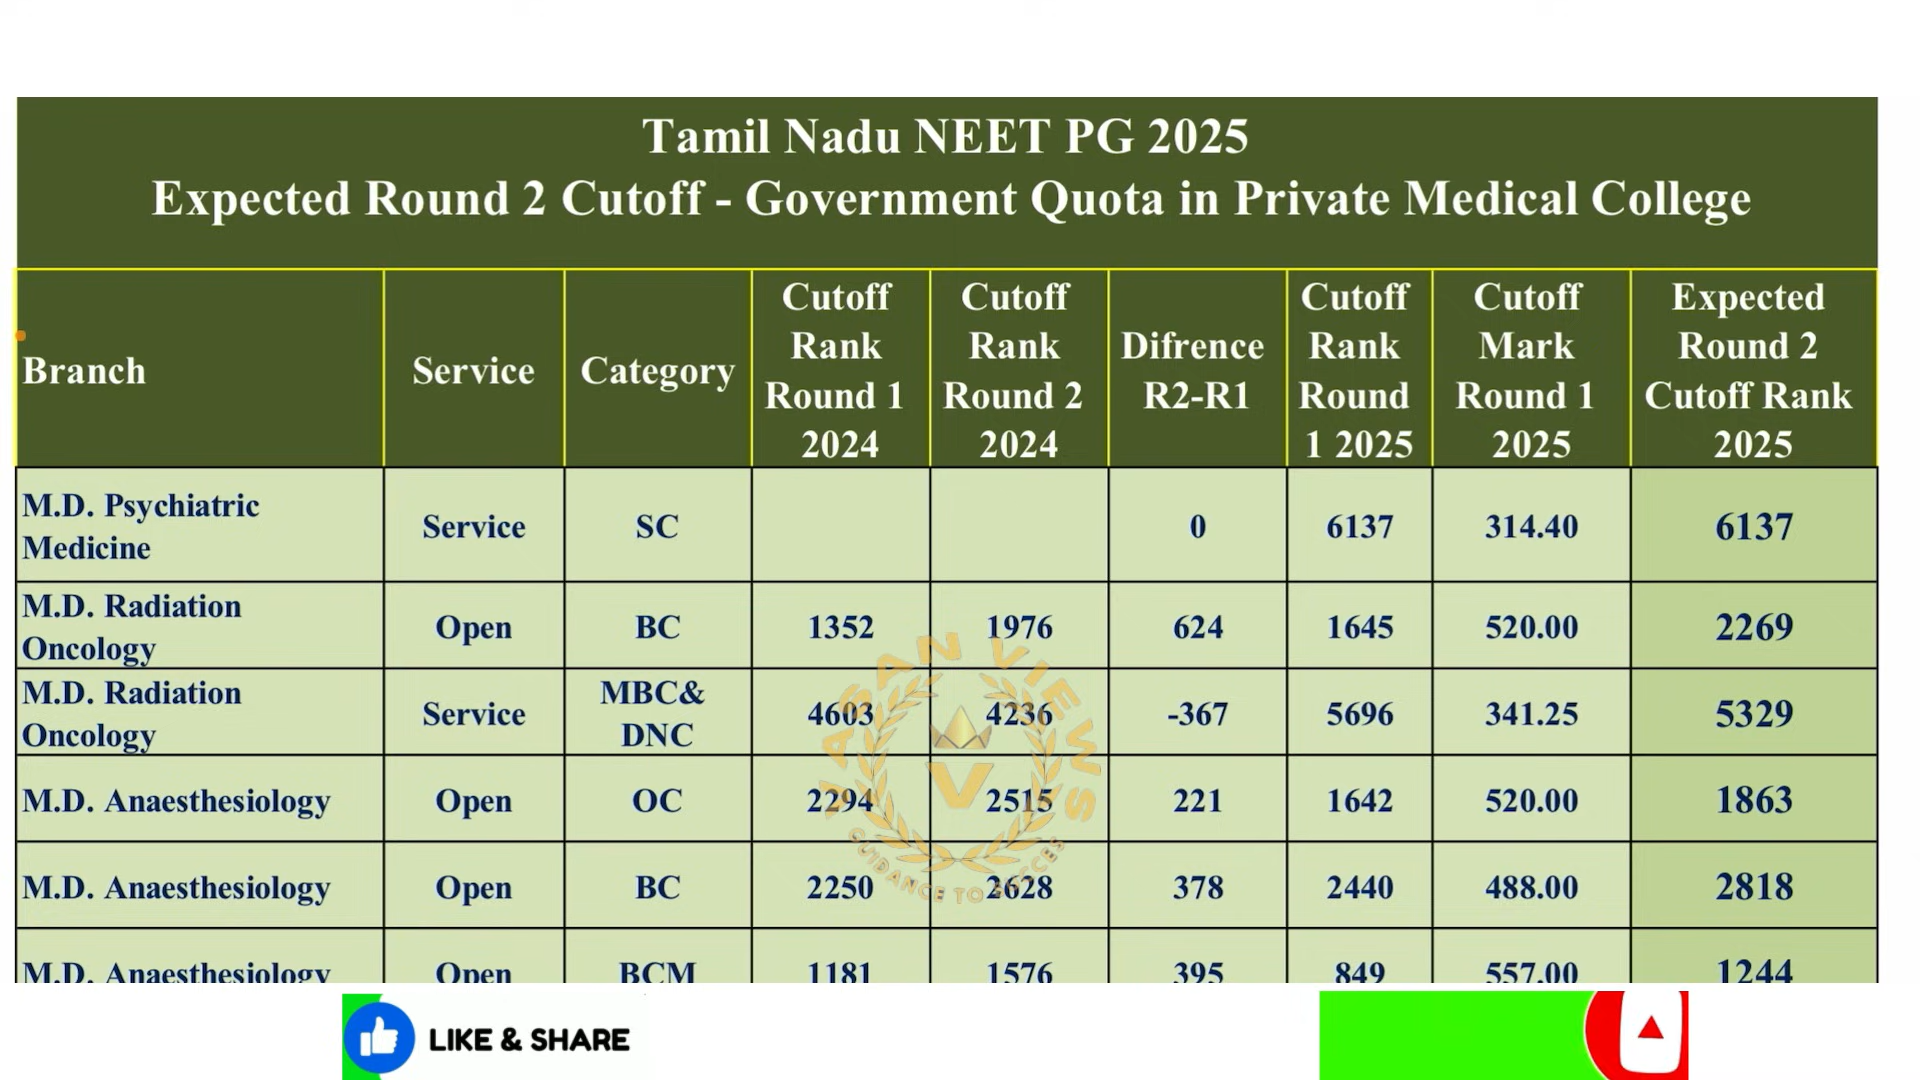 Tamil Nadu NEET PG 2025
Expected Round 2 Cutoff - Government Quota in Private Medical College
Branch Service Category Cutoff Rank Round 1 2024 Cutoff Rank Round 2 2024 Difrence R2-R1 Cutoff Rank Round 1 2025 Cutoff Mark Round 1 2025 Expected Round 2 Cutoff Rank 2025
M.D. Psychiatric Medicine Service SC 0 6137 314.40 6137
M.D. Radiation Oncology Open BC 1352 1976 624 1645 520.00 2269
M.D. Radiation Oncology Service MBC& DNC 4603 4236 -367 5696 341.25 5329
M.D. Anaesthesiology Open OC 2294 2515 221 1642 520.00 1863
M.D. Anaesthesiology Open BC 2250 2628 378 2440 488.00 2818
M.D. Anaesthesiology Open BCM 1181 1576 395 849 557.00 1244
VASAN VIEWS
V
GUIDANCE TO SUCCES
LIKE & SHARE